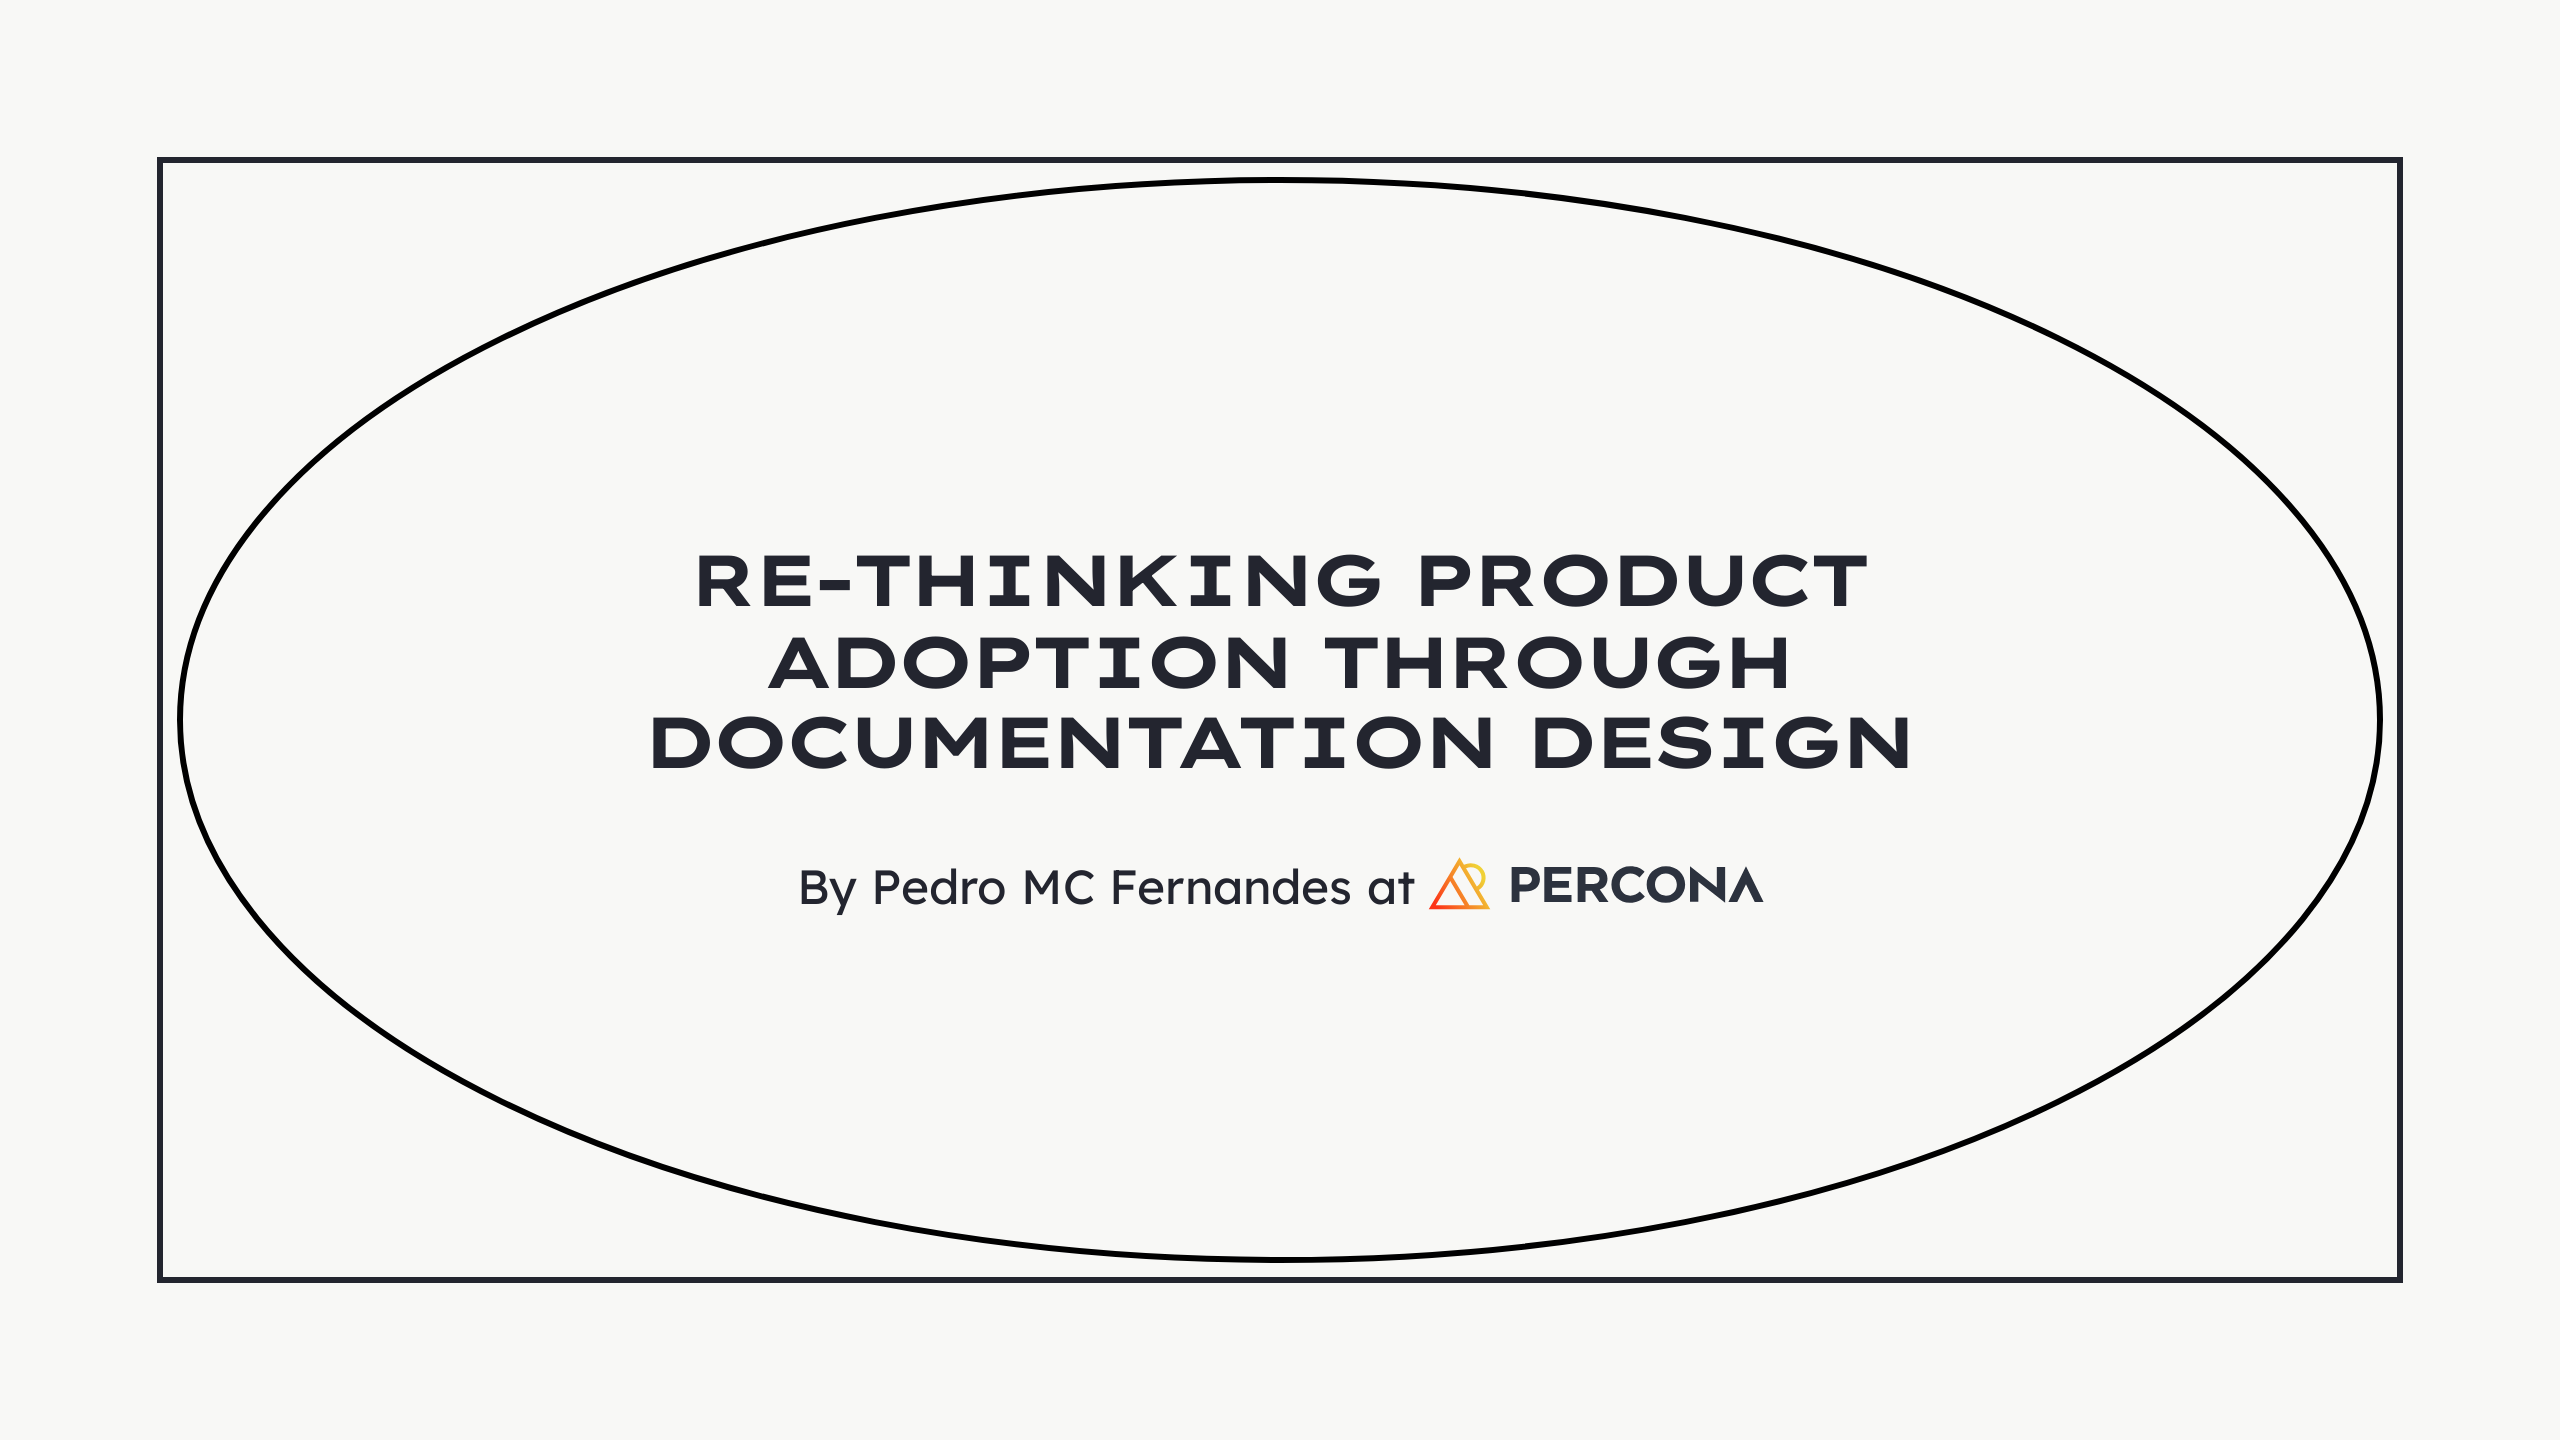 RE-THINKING PRODUCT
ADOPTION THROUGH
DOCUMENTATION DESIGN
By Pedro MC Fernandes at PERCONA